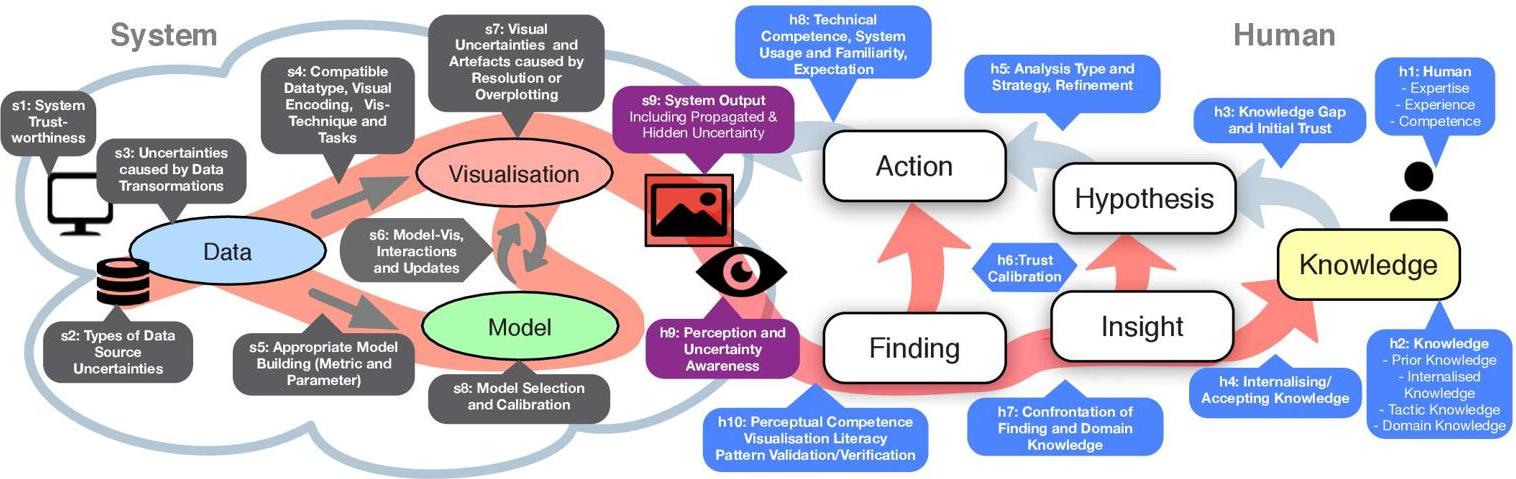 System
Human
s1: System
Trust-
worthiness
s3: Uncertainties
caused by Data
Transormations
s4: Compatible
Datatype, Visual
Encoding, Vis-
Technique and
Tasks
s7: Visual
Uncertainties and
Artefacts caused by
Resolution or
Overplotting
s9: System Output
Including Propagated &
Hidden Uncertainty
h8: Technical
Competence, System
Usage and Familiarity,
Expectation
h5: Analysis Type and
Strategy, Refinement
h3: Knowledge Gap
and Initial Trust
h1: Human
- Expertise
- Experience
- Competence
Visualisation
Action
Hypothesis
Data
s6: Model-Vis,
Interactions
and Updates
h6:Trust
Calibration
Knowledge
Model
Finding
Insight
s2: Types of Data
Source
Uncertainties
s5: Appropriate Model
Building (Metric and
Parameter)
s8: Model Selection
and Calibration
h9: Perception and
Uncertainty
Awareness
h10: Perceptual Competence
Visualisation Literacy
Pattern Validation/Verification
h7: Confrontation of
Finding and Domain
Knowledge
h4: Internalising/
Accepting Knowledge
h2: Knowledge
- Prior Knowledge
- Internalised
Knowledge
- Tactic Knowledge
- Domain Knowledge